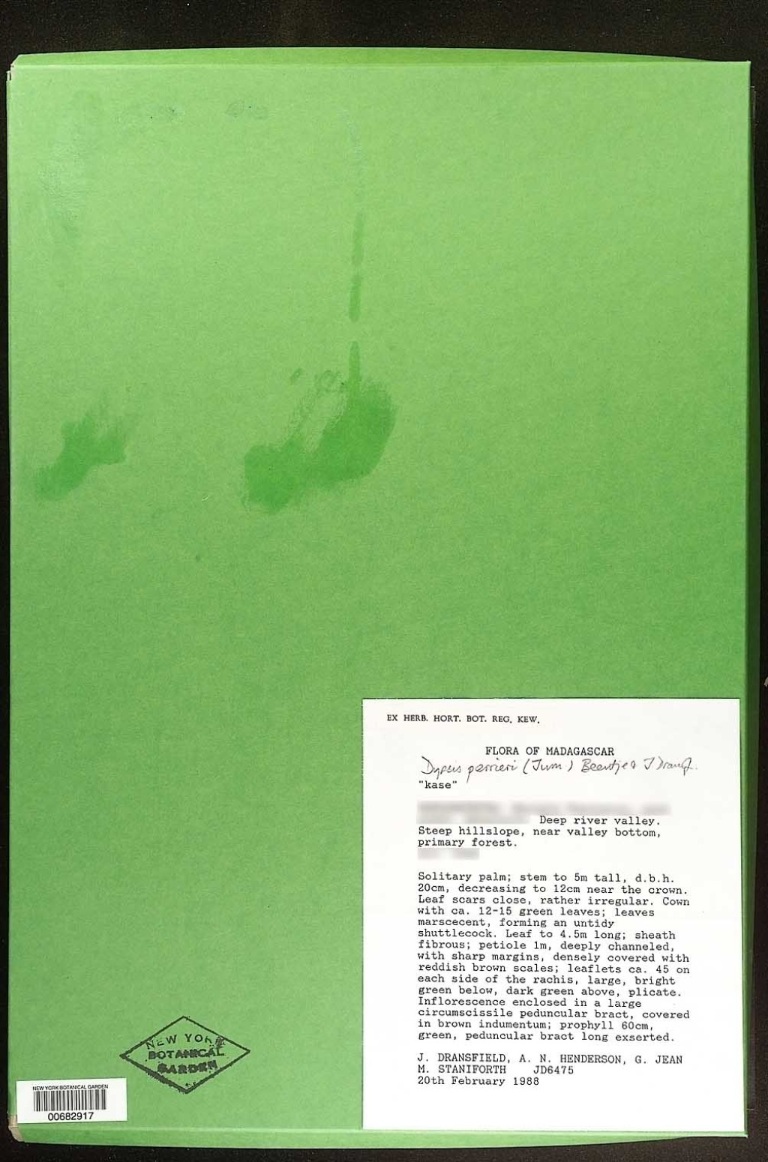 EX HERB. HORT. BOT. REG. KEW.
FLORA OF MADAGASCAR
Dypsis perrieri (Jum) Beentje & J Dransf.
"kase"
Deep river valley.
Steep hillslope, near valley bottom,
primary forest.
Solitary palm; stem to 5m tall, d.b.h.
20cm, decreasing to 12cm near the crown.
Leaf scars close, rather irregular. Cown
with ca. 12-15 green leaves; leaves
marscecent, forming an untidy
shuttlecock. Leaf to 4.5m long; sheath
fibrous; petiole 1m, deeply channeled,
with sharp margins, densely covered with
reddish brown scales; leaflets ca. 45 on
each side of the rachis, large, bright
green below, dark green above, plicate.
Inflorescence enclosed in a large
circumscissile peduncular bract, covered
in brown indumentum; prophyll 60cm,
green, peduncular bract long exserted.
J. DRANSFIELD, A. N. HENDERSON, G. JEAN
M. STANIFORTH JD6475
20th February 1988
NEW YORK
BOTANICAL
GARDEN
NEW YORK BOTANICAL GARDEN
00682917